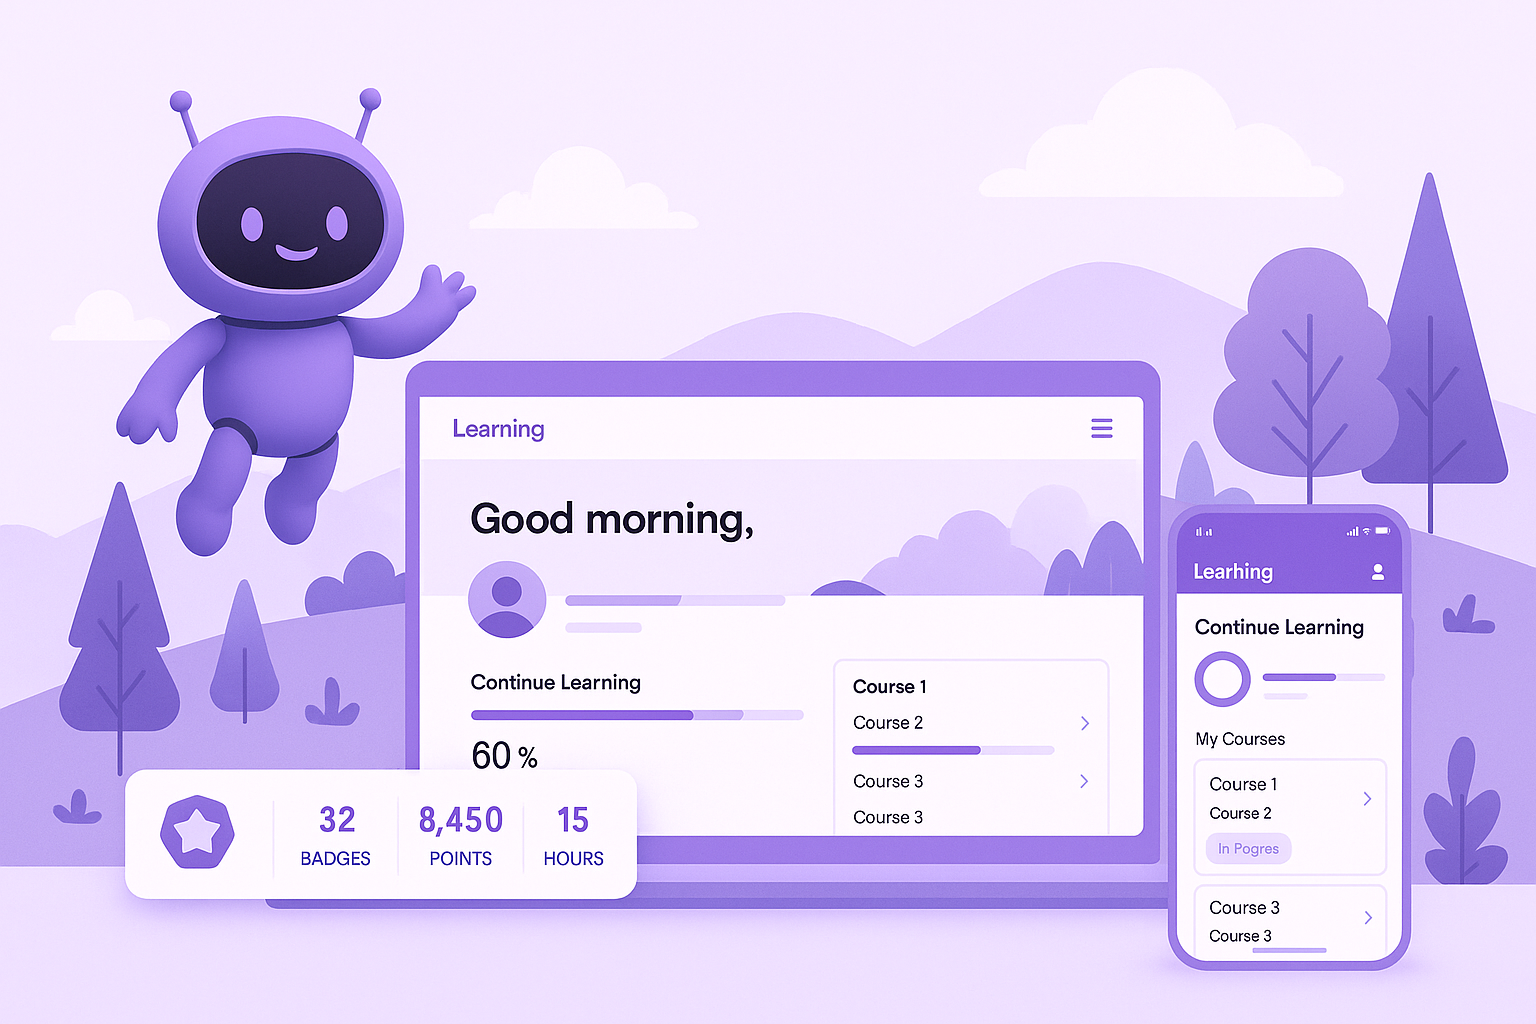 Learning
Good morning,
Continue Learning
60 %
Course 1
Course 2
Course 3
Course 3
32
BADGES
8,450
POINTS
15
HOURS
Learhing
Continue Learning
My Courses
Course 1
Course 2
In Pogres
Course 3
Course 3